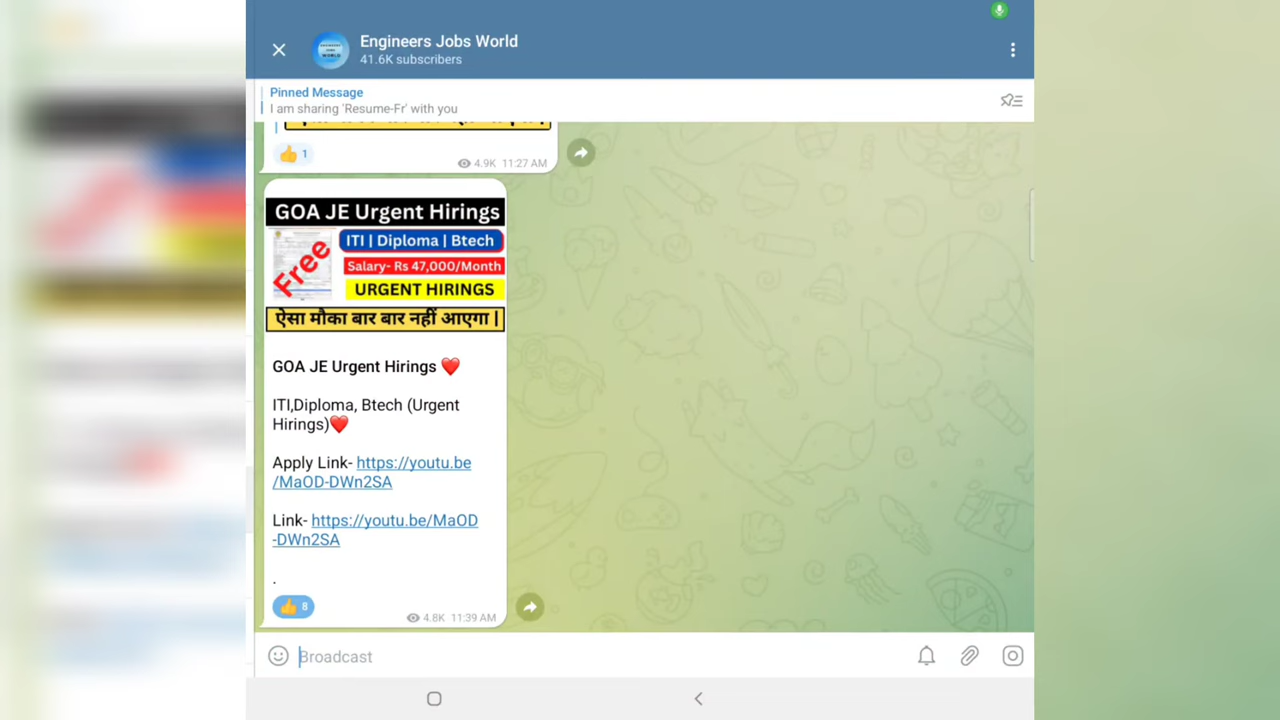 Engineers Jobs World
41.6K subscribers
Pinned Message
I am sharing 'Resume-Fr' with you
1
4.9K 11:27 AM
GOA JE Urgent Hirings
Free
ITI | Diploma | Btech
Salary- Rs 47,000/Month
URGENT HIRINGS
ऐसा मौका बार बार नहीं आएगा |
GOA JE Urgent Hirings ❤️
ITI,Diploma, Btech (Urgent
Hirings)❤️
Apply Link- https://youtu.be
/MaOD-DWn2SA
Link- https://youtu.be/MaOD
-DWn2SA
.
8
4.8K 11:39 AM
Broadcast